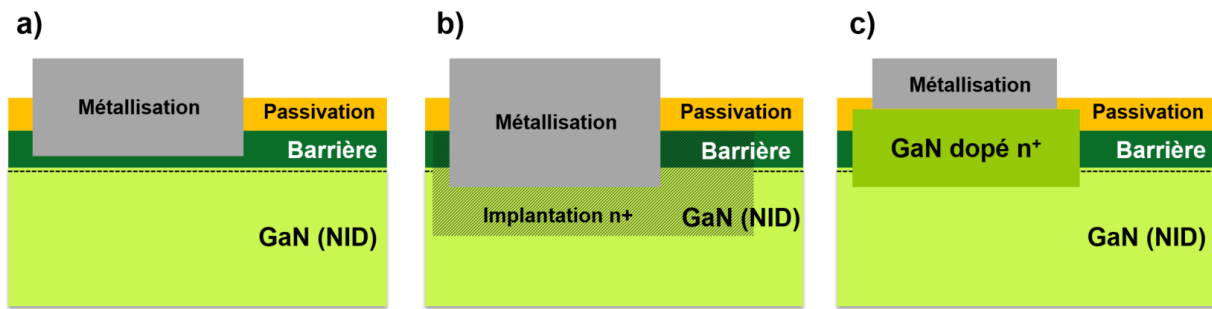 a)
Métallisation
Passivation
Barrière
GaN (NID)
b)
Métallisation
Passivation
Barrière
Implantation n+
GaN (NID)
c)
Métallisation
Passivation
GaN dopé n⁺
Barrière
GaN (NID)